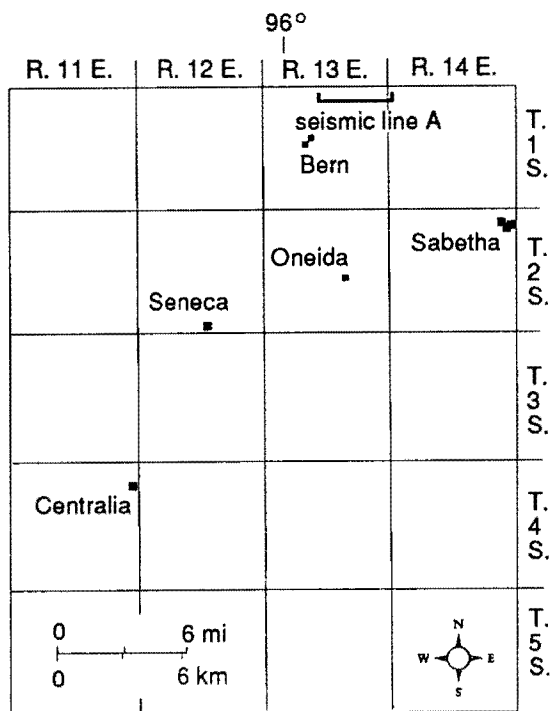 96°
R. 11 E. R. 12 E. R. 13 E. R. 14 E.
seismic line A
T. 1 S.
Bern
Sabetha
Oneida
T. 2 S.
Seneca
T. 3 S.
Centralia
T. 4 S.
0 6 mi
0 6 km
N
W E
S
T. 5 S.